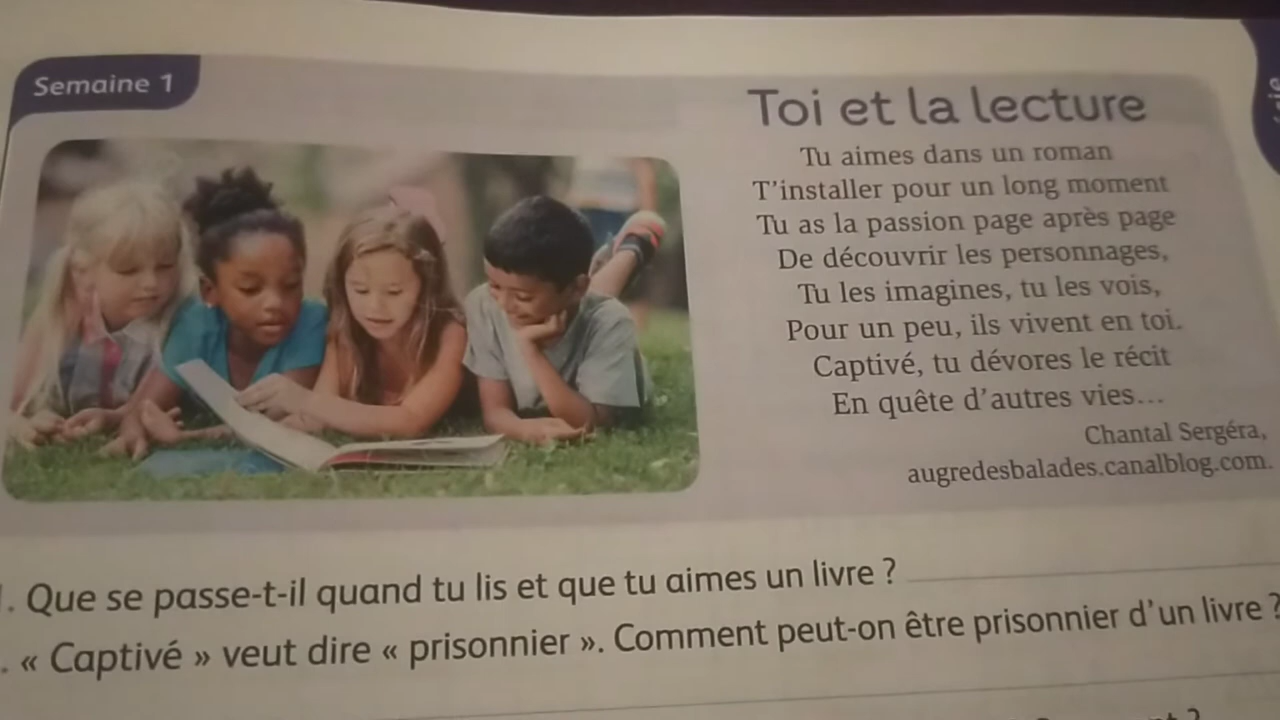 Semaine 1
Toi et la lecture
Tu aimes dans un roman
T'installer pour un long moment
Tu as la passion page après page
De découvrir les personnages,
Tu les imagines, tu les vois,
Pour un peu, ils vivent en toi.
Captivé, tu dévores le récit
En quête d'autres vies...
Chantal Sergéra,
augredesbalades.canalblog.com.
. Que se passe-t-il quand tu lis et que tu aimes un livre ?
. « Captivé » veut dire « prisonnier ». Comment peut-on être prisonnier d'un livre ?